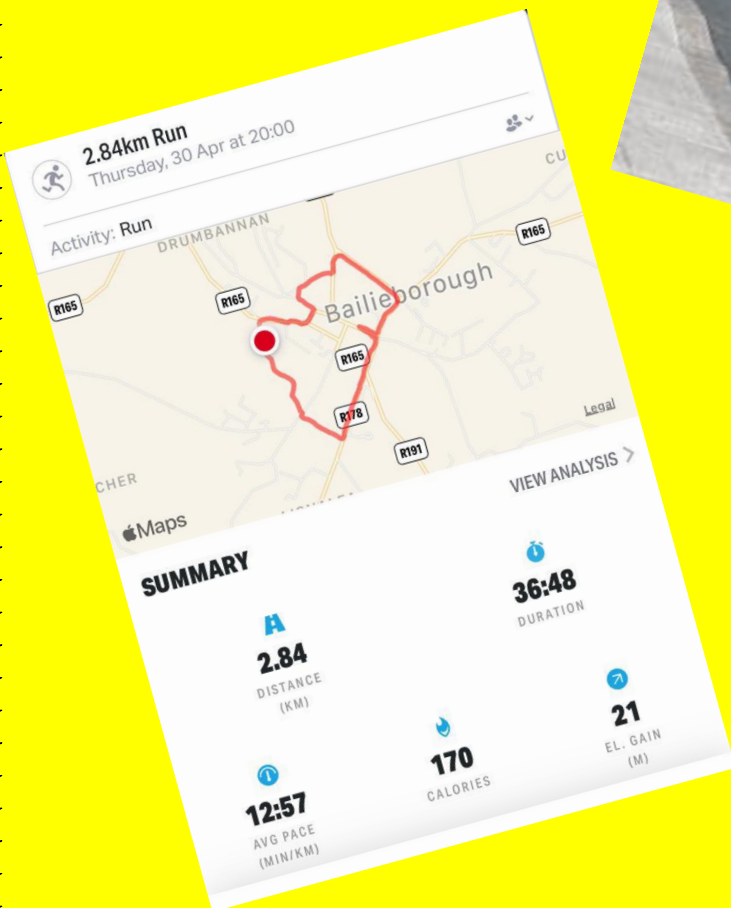 2.84km Run
Thursday, 30 Apr at 20:00
Activity: Run
DRUMBANNAN
CU
R165
R165
R165
Bailieborough
R165
R178
R191
Legal
CHER
Maps
VIEW ANALYSIS
SUMMARY
36:48
DURATION
2.84
DISTANCE
(KM)
21
EL. GAIN
(M)
170
CALORIES
12:57
AVG PACE
(MIN/KM)